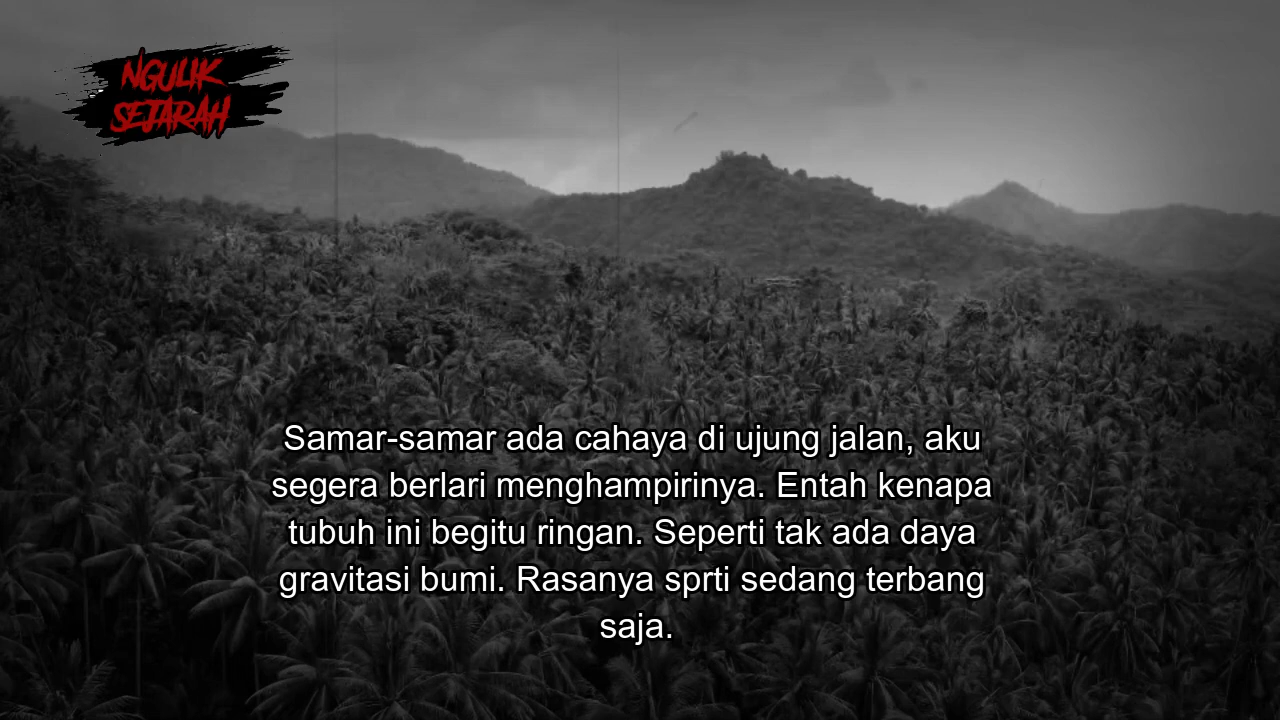 NGULIK
SEJARAH
Samar-samar ada cahaya di ujung jalan, aku
segera berlari menghampirinya. Entah kenapa
tubuh ini begitu ringan. Seperti tak ada daya
gravitasi bumi. Rasanya sprti sedang terbang
saja.